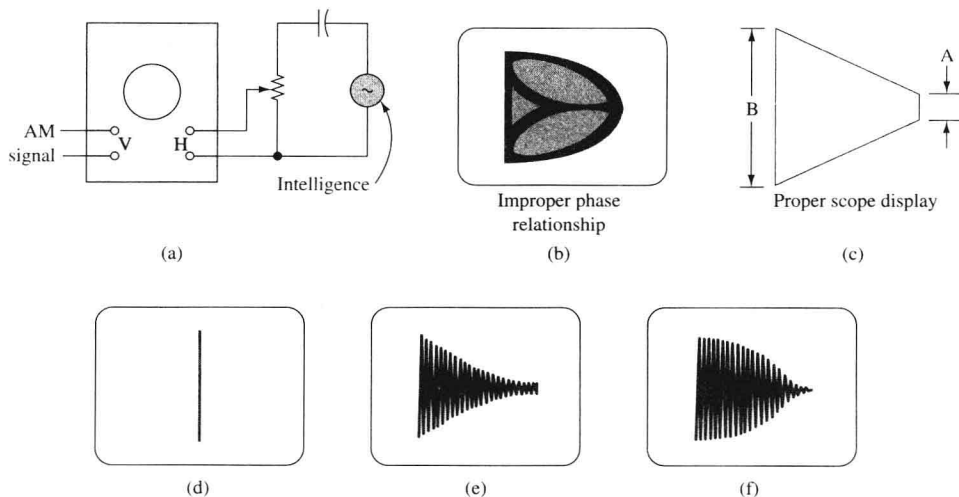 AM
signal
V
H
~
Intelligence
(a)
Improper phase
relationship
(b)
A
B
Proper scope display
(c)
(d)
(e)
(f)